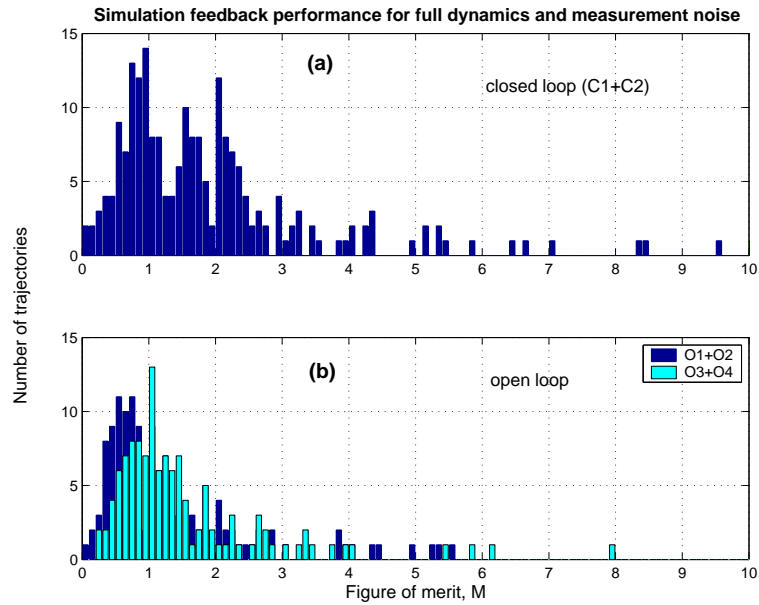 Simulation feedback performance for full dynamics and measurement noise
15
10
5
0
(a)
closed loop (C1+C2)
0 1 2 3 4 5 6 7 8 9 10
Number of trajectories
15
10
5
0
(b)
open loop
O1+O2
O3+O4
0 1 2 3 4 5 6 7 8 9 10
Figure of merit, M